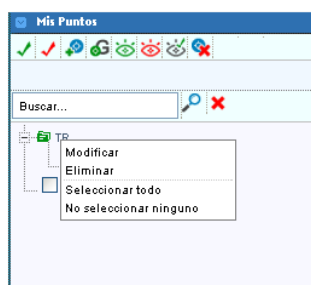 Mis Puntos
G
Buscar...
TR
Modificar
Eliminar
Seleccionar todo
No seleccionar ninguno